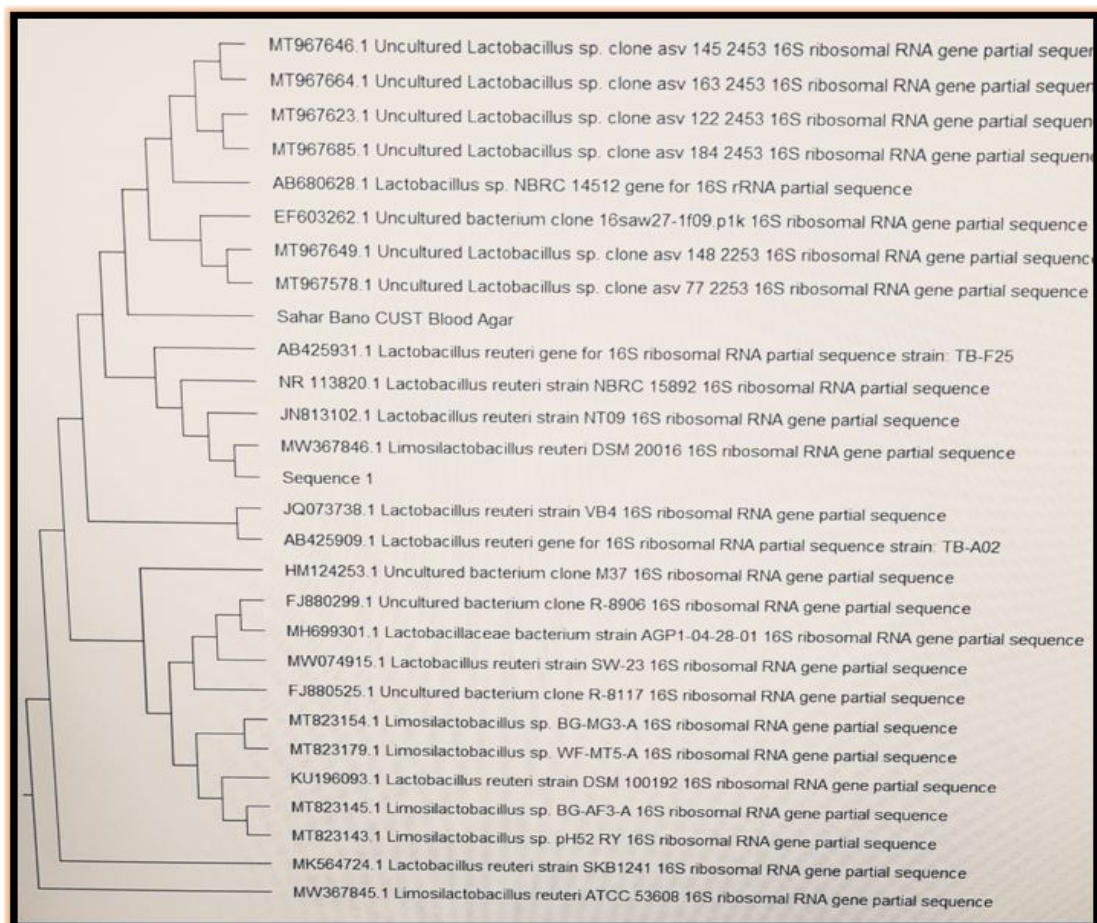 MT967646.1 Uncultured Lactobacillus sp. clone asv 145 2453 16S ribosomal RNA gene partial
MT967664.1 Uncultured Lactobacillus sp. clone asv 163 2453 16S ribosomal RNA gene partial
MT967623.1 Uncultured Lactobacillus sp. clone asv 122 2453 16S ribosomal RNA gene partial
MT967685.1 Uncultured Lactobacillus sp. clone asv 184 2453 16S ribosomal RNA gene partial
AB680628.1 Lactobacillus sp. NBRC 14512 gene for 16S rRNA partial sequence
EF603262.1 Uncultured bacterium clone 16saw27-1f09.p1k 16S ribosomal RNA gene partial sequence
MT967649.1 Uncultured Lactobacillus sp. clone asv 148 2253 16S ribosomal RNA gene partial sequence
MT967578.1 Uncultured Lactobacillus sp. clone asv 77 2253 16S ribosomal RNA gene partial sequence
Sahar Bano CUST Blood Agar
AB425931.1 Lactobacillus reuteri gene for 16S ribosomal RNA partial sequence strain: TB-F25
NR 113820.1 Lactobacillus reuteri strain NBRC 15892 16S ribosomal RNA partial sequence
JN813102.1 Lactobacillus reuteri strain NT09 16S ribosomal RNA gene partial sequence
MW367846.1 Limosilactobacillus reuteri DSM 20016 16S ribosomal RNA gene partial sequence
Sequence 1
JQ073738.1 Lactobacillus reuteri strain VB4 16S ribosomal RNA gene partial sequence
AB425909.1 Lactobacillus reuteri gene for 16S ribosomal RNA partial sequence strain: TB-A02
HM124253.1 Uncultured bacterium clone M37 16S ribosomal RNA gene partial sequence
FJ880299.1 Uncultured bacterium clone R-8906 16S ribosomal RNA gene partial sequence
MH699301.1 Lactobacillaceae bacterium strain AGP1-04-28-01 16S ribosomal RNA gene partial sequence
MW074915.1 Lactobacillus reuteri strain SW-23 16S ribosomal RNA gene partial sequence
FJ880525.1 Uncultured bacterium clone R-8117 16S ribosomal RNA gene partial sequence
MT823154.1 Limosilactobacillus sp. BG-MG3-A 16S ribosomal RNA gene partial sequence
MT823179.1 Limosilactobacillus sp. WF-MT5-A 16S ribosomal RNA gene partial sequence
KU196093.1 Lactobacillus reuteri strain DSM 100192 16S ribosomal RNA gene partial sequence
MT823145.1 Limosilactobacillus sp. BG-AF3-A 16S ribosomal RNA gene partial sequence
MT823143.1 Limosilactobacillus sp. pH52 RY 16S ribosomal RNA gene partial sequence
MK564724.1 Lactobacillus reuteri strain SKB1241 16S ribosomal RNA gene partial sequence
MW367845.1 Limosilactobacillus reuteri ATCC 53608 16S ribosomal RNA gene partial sequence